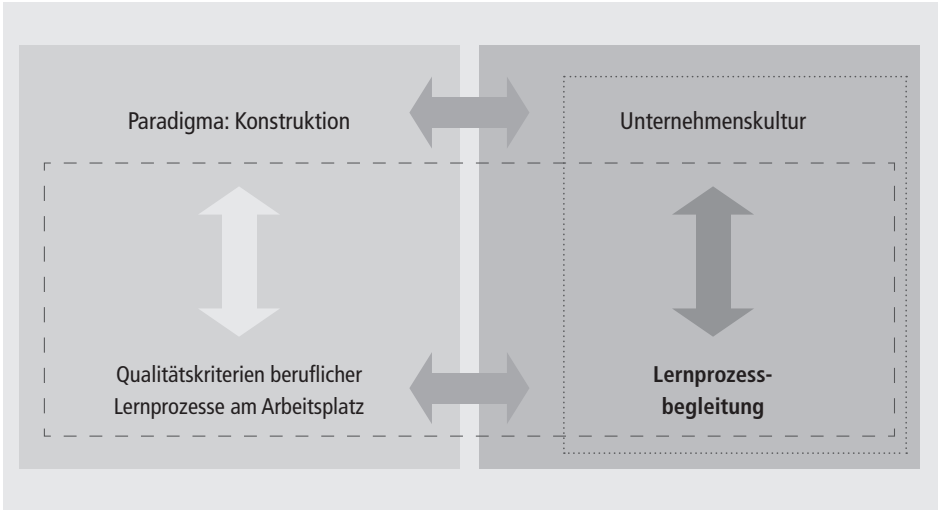 Paradigma: Konstruktion
Unternehmenskultur
Qualitätskriterien beruflicher
Lernprozesse am Arbeitsplatz
Lernprozess-
begleitung